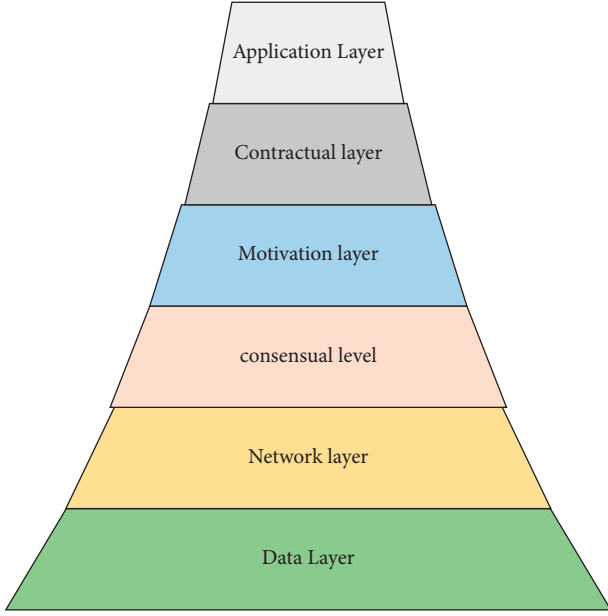 Application Layer
Contractual layer
Motivation layer
consensual level
Network layer
Data Layer